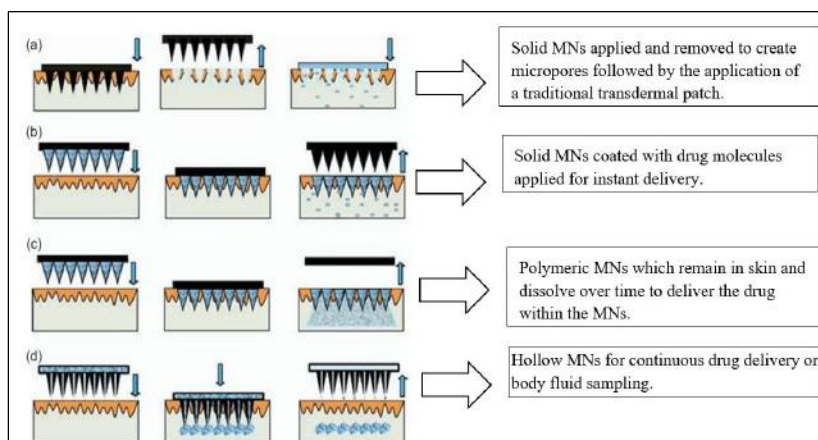 (a)
Solid MNs applied and removed to create
micropores followed by the application of
a traditional transdermal patch.
(b)
Solid MNs coated with drug molecules
applied for instant delivery.
(c)
Polymeric MNs which remain in skin and
dissolve over time to deliver the drug
within the MNs.
(d)
Hollow MNs for continuous drug delivery or
body fluid sampling.